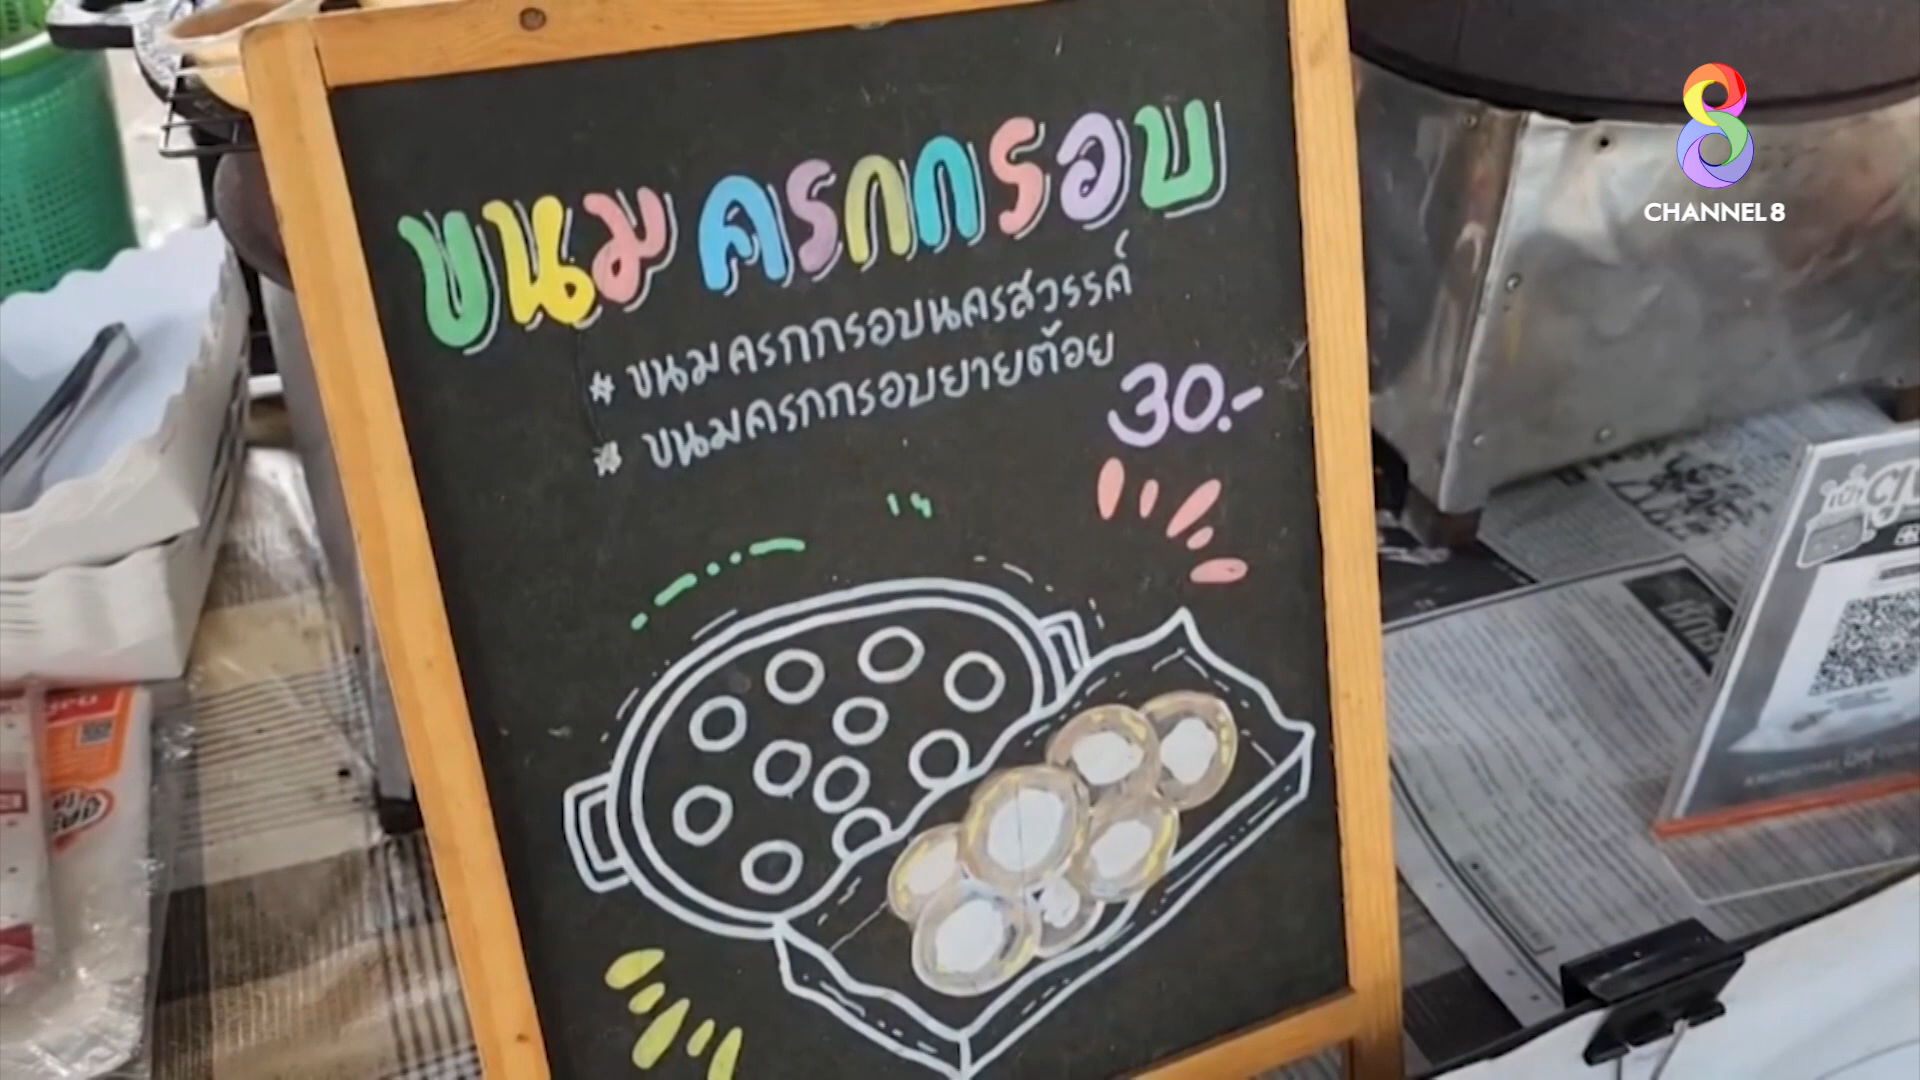 ขนมครกกรอบ
# ขนมครกกรอบนครสวรรค์
# ขนมครกกรอบยายต้อย
30.-
CHANNEL 8